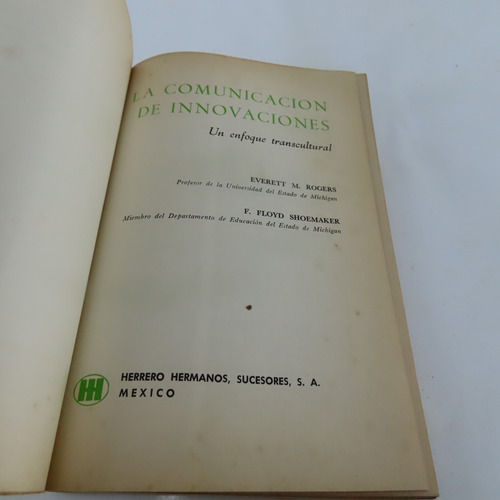 LA COMUNICACION
DE INNOVACIONES
Un enfoque transcultural
EVERETT M. ROGERS
Profesor de la Universidad del Estado de Michigan
F. FLOYD SHOEMAKER
Miembro del Departamento de Educación del Estado de Michigan
HH
HERRERO HERMANOS, SUCESORES, S. A.
MEXICO